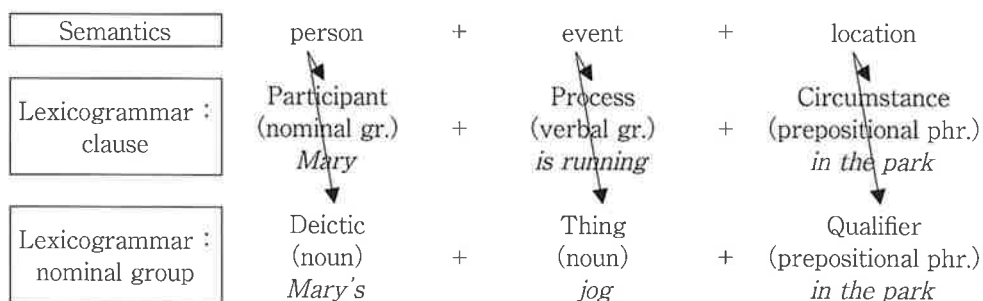 Semantics person + event + location
Lexicogrammar： Participant Process Circumstance
clause (nominal gr.) + (verbal gr.) + (prepositional phr.)
Mary is running in the park
Lexicogrammar： Deictic Thing Qualifier
nominal group (noun) + (noun) + (prepositional phr.)
Mary's jog in the park